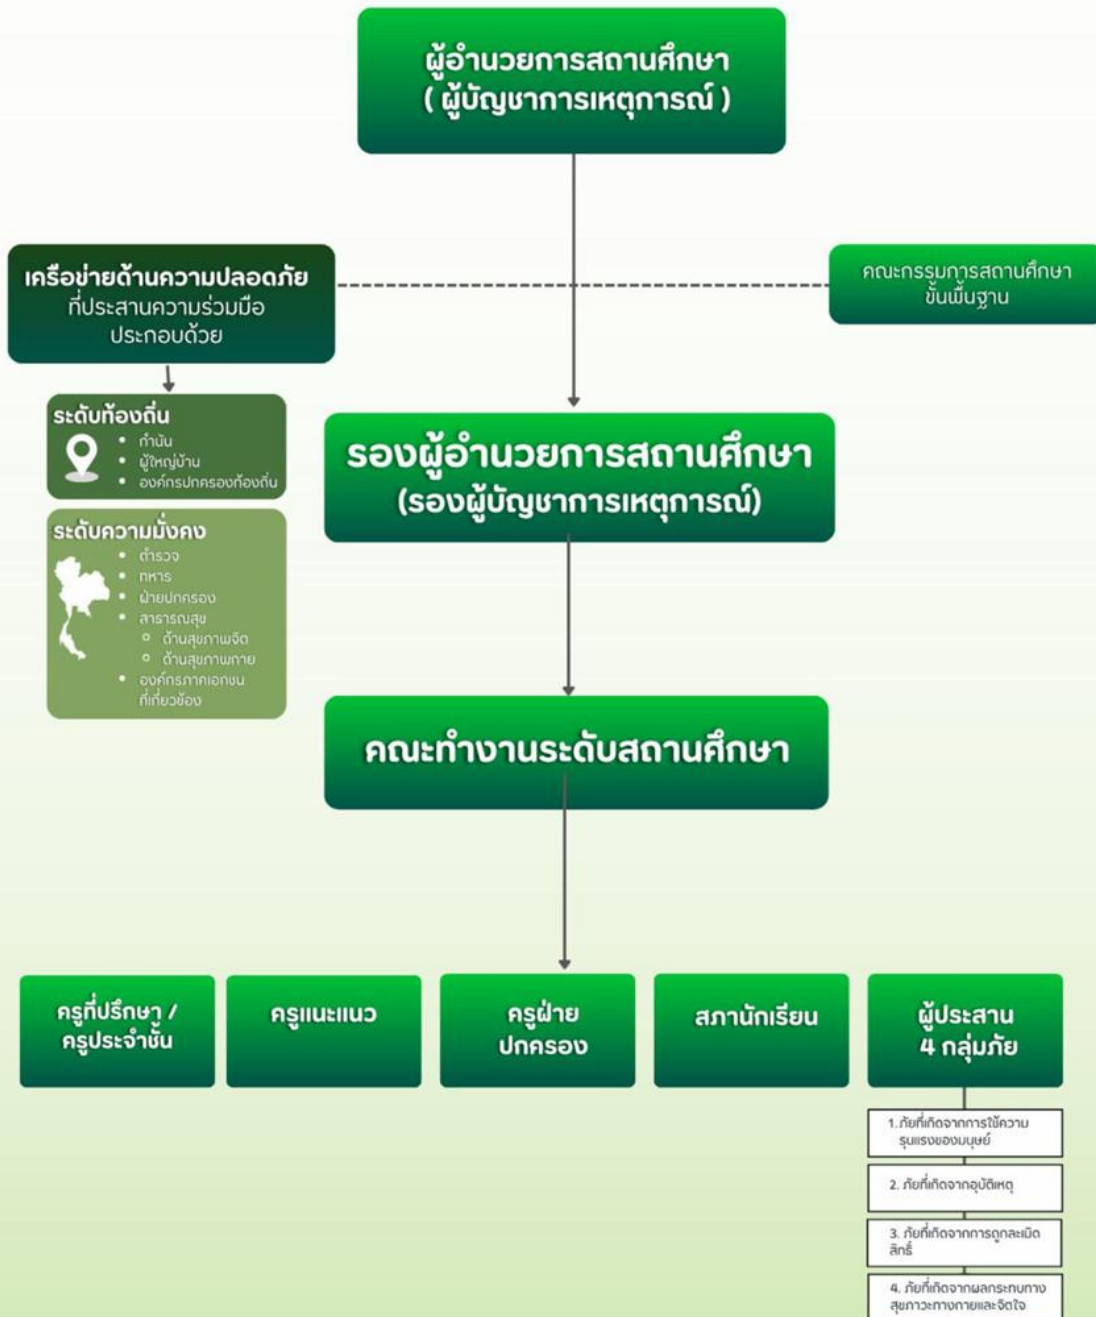 ผู้อำนวยการสถานศึกษา
( ผู้บัญชาการเหตุการณ์ )
เครือข่ายด้านความปลอดภัย
ที่ประสานความร่วมมือ
ประกอบด้วย
คณะกรรมการสถานศึกษา
ขั้นพื้นฐาน
ระดับท้องถิ่น
• กำนัน
• ผู้ใหญ่บ้าน
• องค์กรปกครองท้องถิ่น
ระดับความมั่งคง
• ตำรวจ
• ทหาร
• ฝ่ายปกครอง
• สาธารณสุข
○ ด้านสุขภาพจิต
○ ด้านสุขภาพกาย
• องค์กรภาคเอกชน
ที่เกี่ยวข้อง
รองผู้อำนวยการสถานศึกษา
(รองผู้บัญชาการเหตุการณ์)
คณะทำงานระดับสถานศึกษา
ครูที่ปรึกษา /
ครูประจำชั้น
ครูแนะแนว
ครูฝ่าย
ปกครอง
สภานักเรียน
ผู้ประสาน
4 กลุ่มภัย
1. ภัยที่เกิดจากการใช้ความ
รุนแรงของมนุษย์
2. ภัยที่เกิดจากอุบัติเหตุ
3. ภัยที่เกิดจากการถูกละเมิด
สิทธิ์
4. ภัยที่เกิดจากผลกระทบทาง
สุขภาวะทางกายและจิตใจ